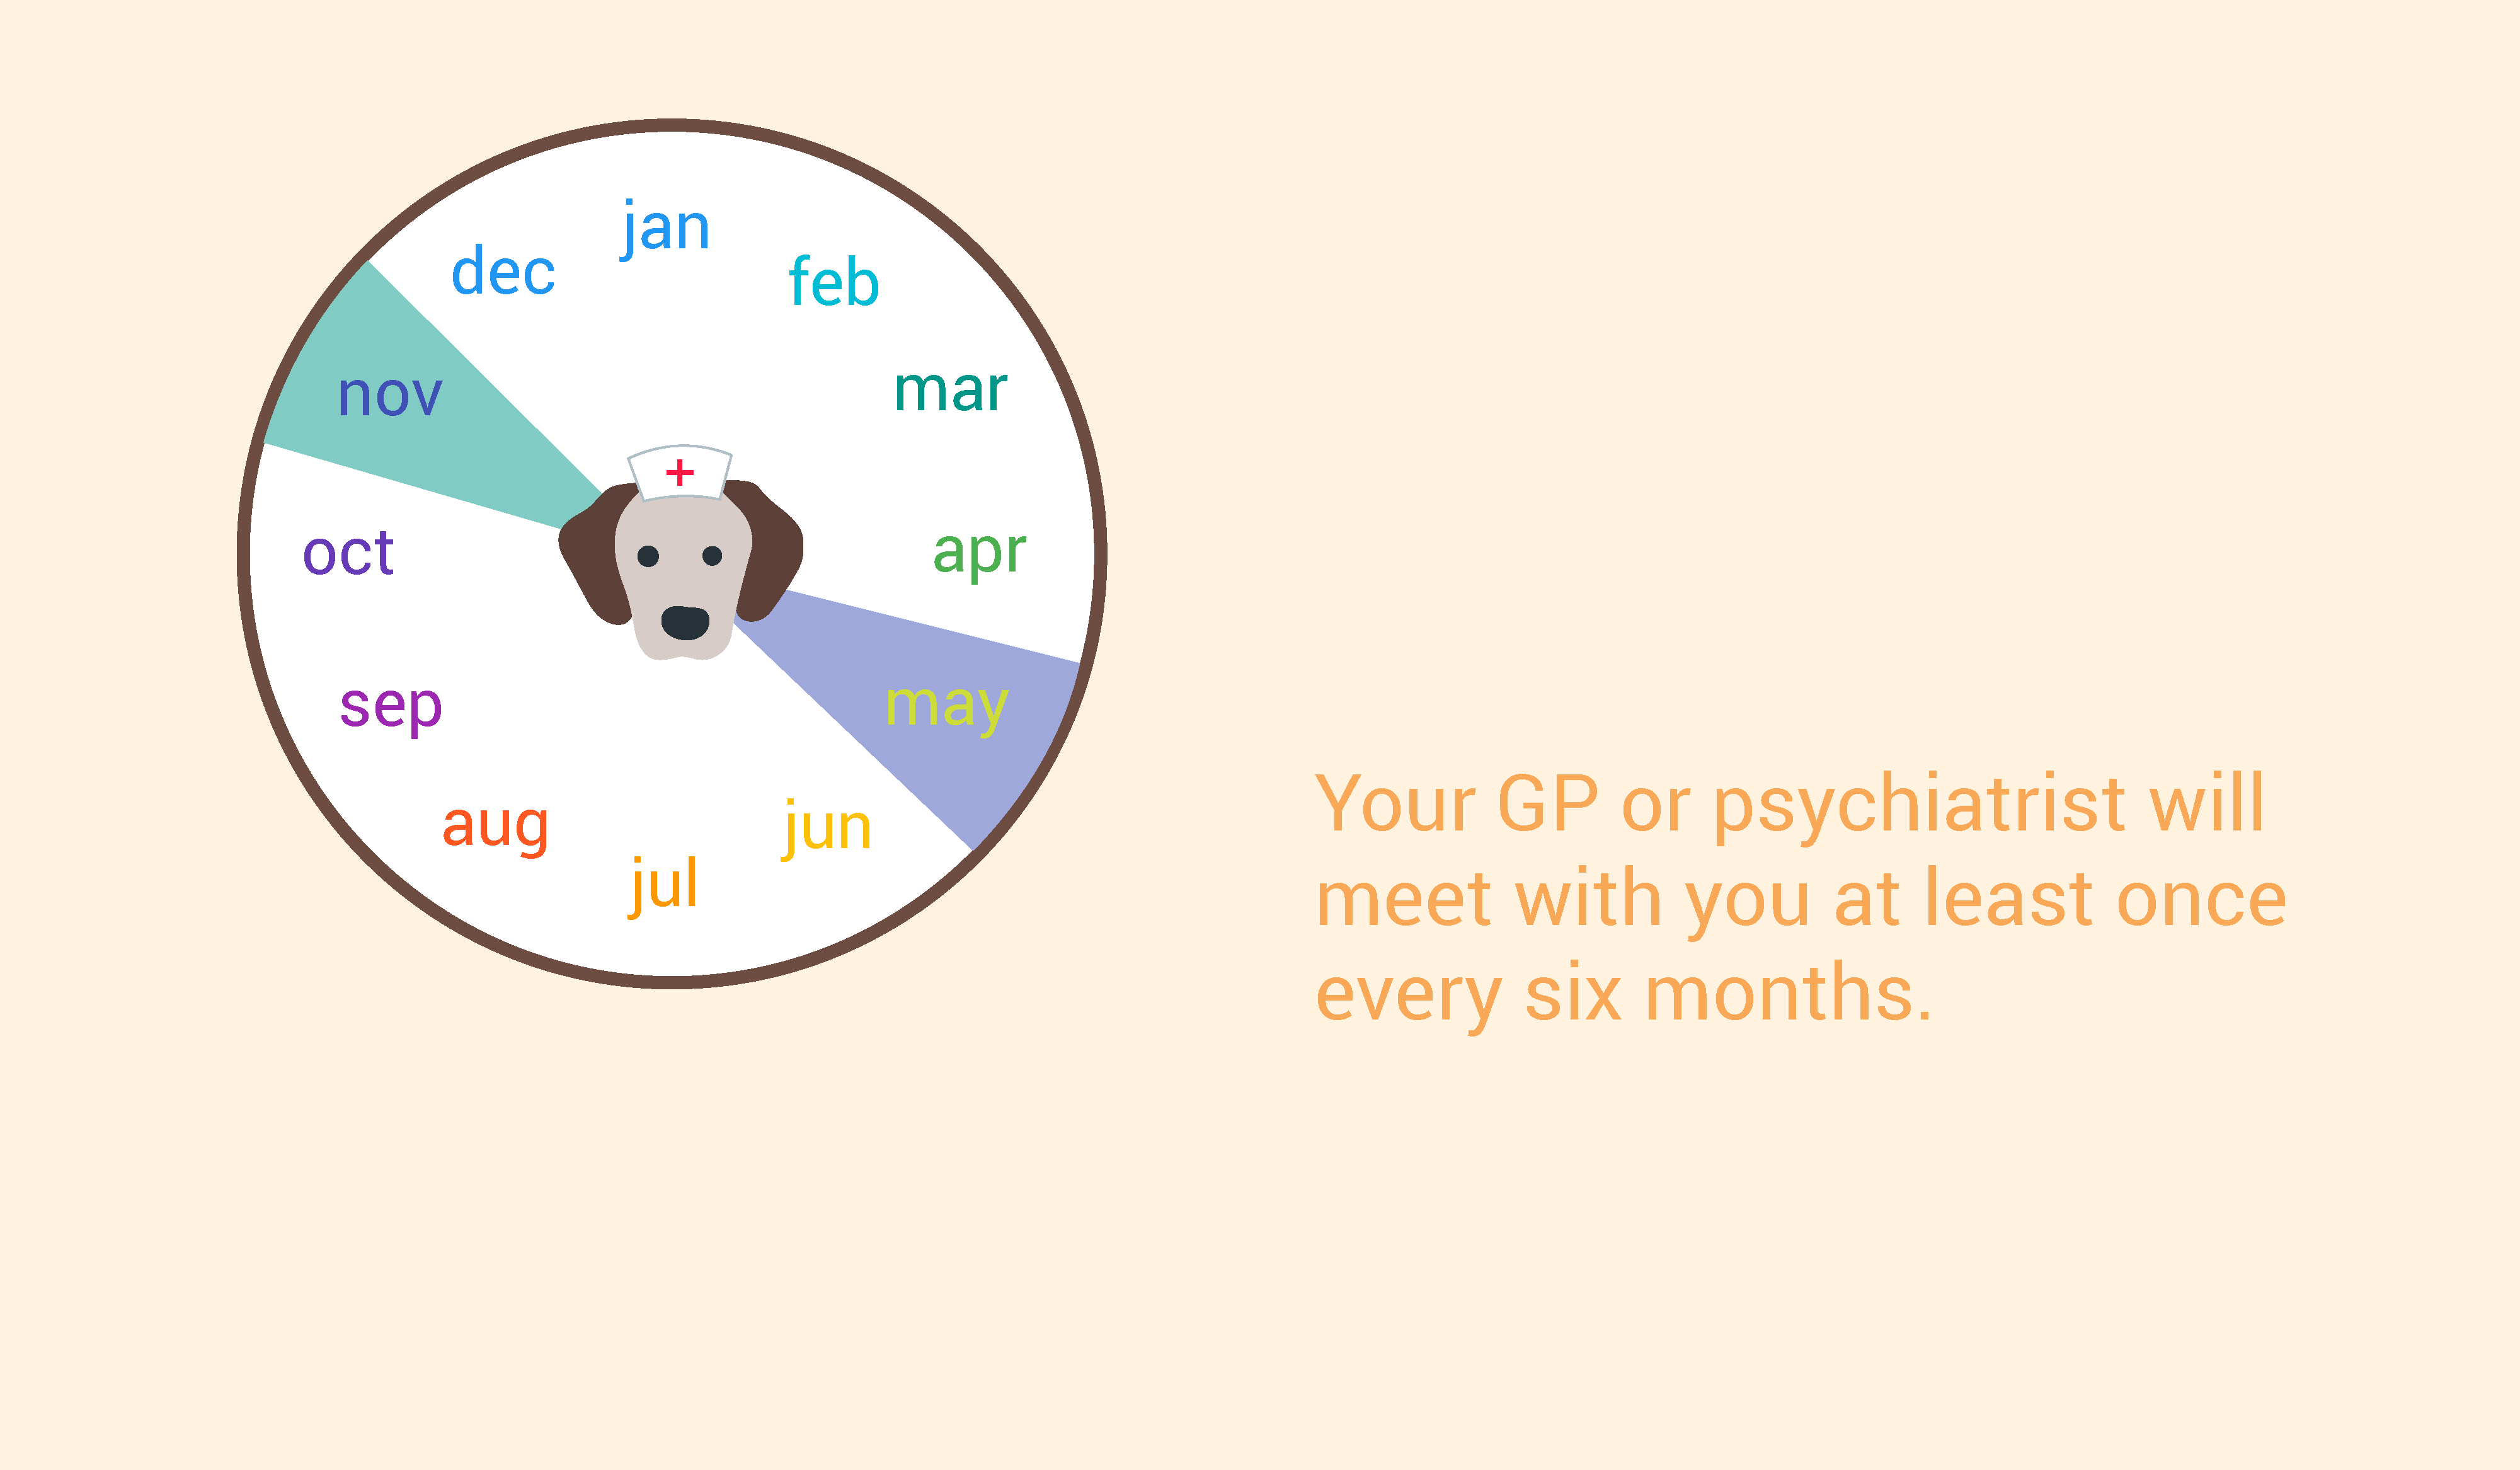 jan
feb
mar
apr
may
jun
jul
aug
sep
oct
nov
dec
Your GP or psychiatrist will
meet with you at least once
every six months.